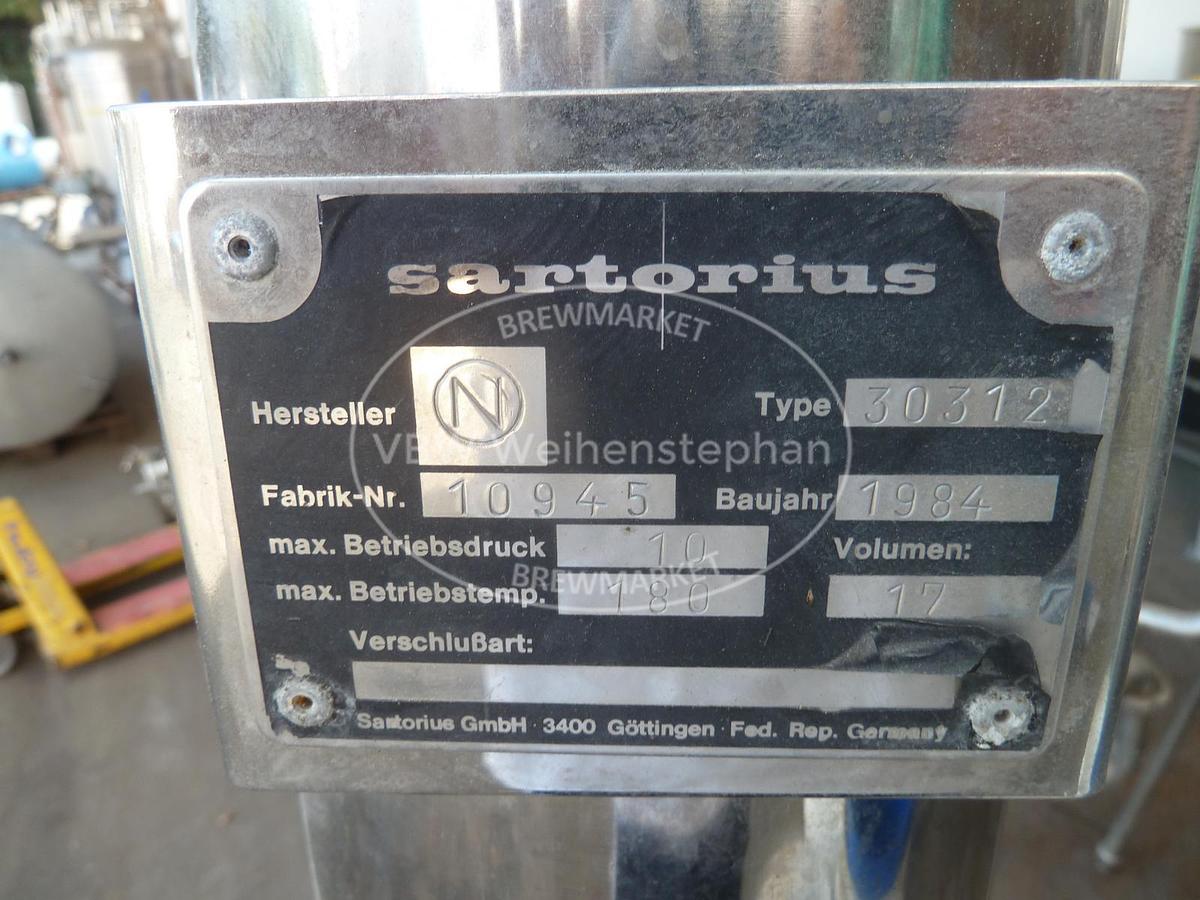 sartorius
BREWMARKET
Hersteller N Type 30312
Weihenstephan
Fabrik-Nr. 10945 Baujahr 1984
max. Betriebsdruck 10 Volumen:
BREWMARKET
max. Betriebstemp. 180 17
Verschlußart:
Sartorius GmbH · 3400 Göttingen · Fed. Rep. Germany